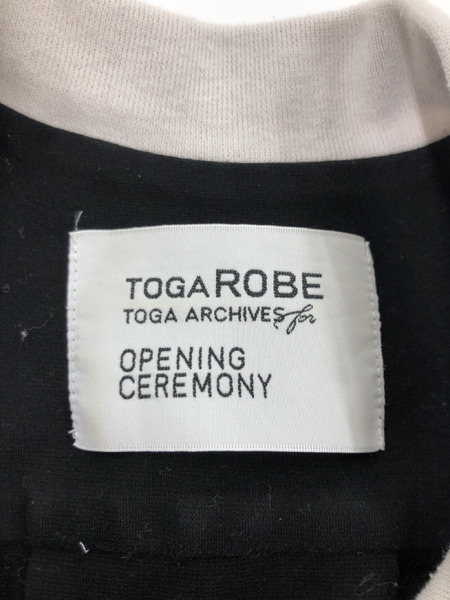 TOGA ROBE
TOGA ARCHIVES for
OPENING
CEREMONY